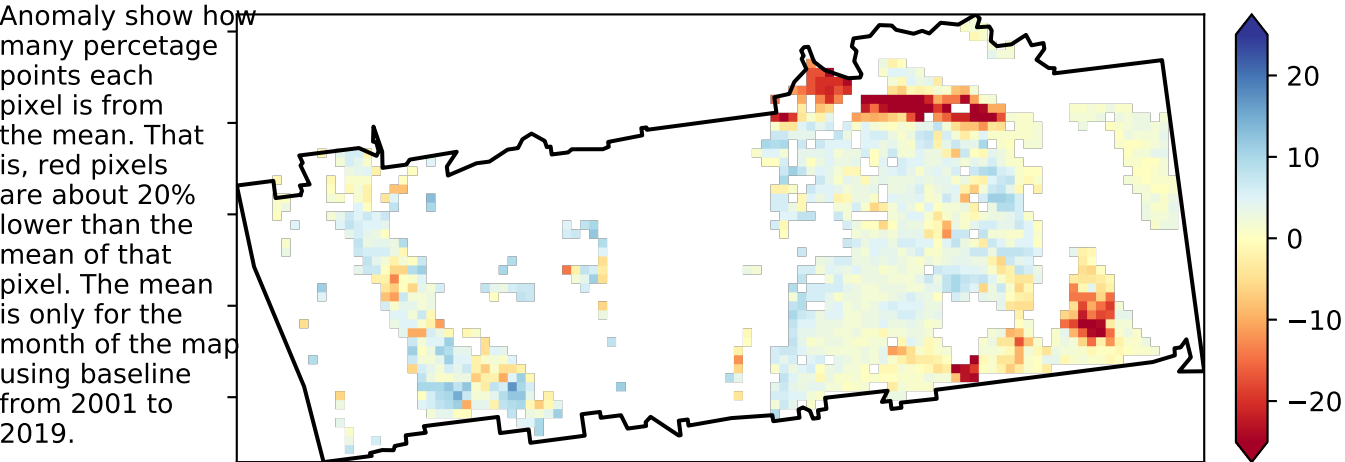 Anomaly show how
many percetage
points each
pixel is from
the mean. That
is, red pixels
are about 20%
lower than the
mean of that
pixel. The mean
is only for the
month of the map
using baseline
from 2001 to
2019.
20
10
0
−10
−20